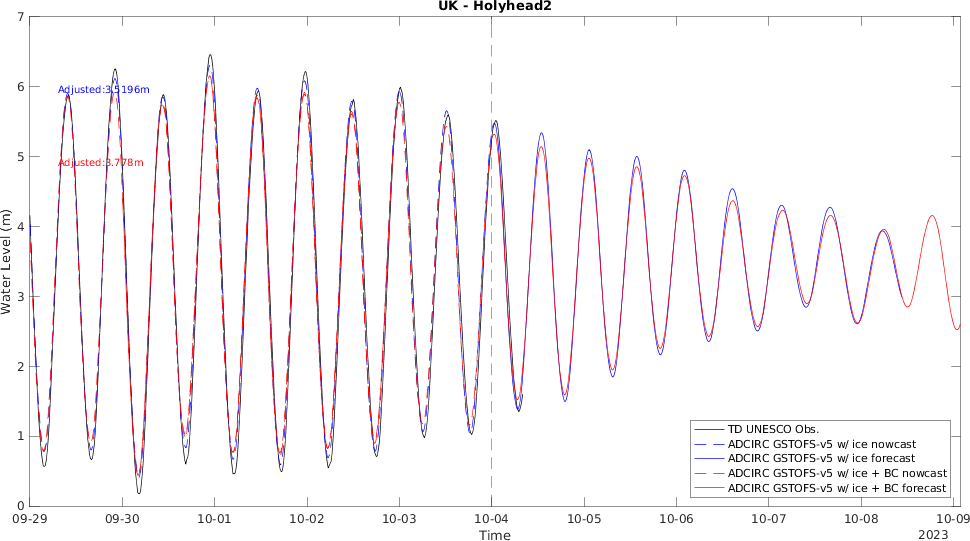 UK - Holyhead2
7
6
5
4
3
2
1
0
Water Level (m)
Adjusted:3.5196m
Adjusted:3.778m
TD UNESCO Obs.
ADCIRC GSTOFS-v5 w/ ice nowcast
ADCIRC GSTOFS-v5 w/ ice forecast
ADCIRC GSTOFS-v5 w/ ice + BC nowcast
ADCIRC GSTOFS-v5 w/ ice + BC forecast
09-29 09-30 10-01 10-02 10-03 10-04 10-05 10-06 10-07 10-08 10-09
Time
2023